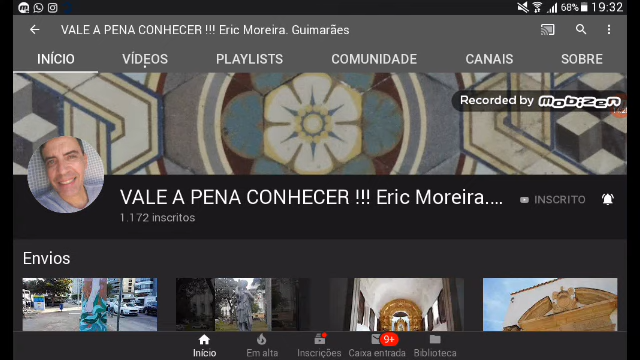 68% 19:32
VALE A PENA CONHECER !!! Eric Moreira. Guimarães
INÍCIO VÍDEOS PLAYLISTS COMUNIDADE CANAIS SOBRE
Recorded by MOBIZEN
VALE A PENA CONHECER !!! Eric Moreira....
INSCRITO
1.172 inscritos
Envios
9+
Início Em alta Inscrições Caixa entrada Biblioteca